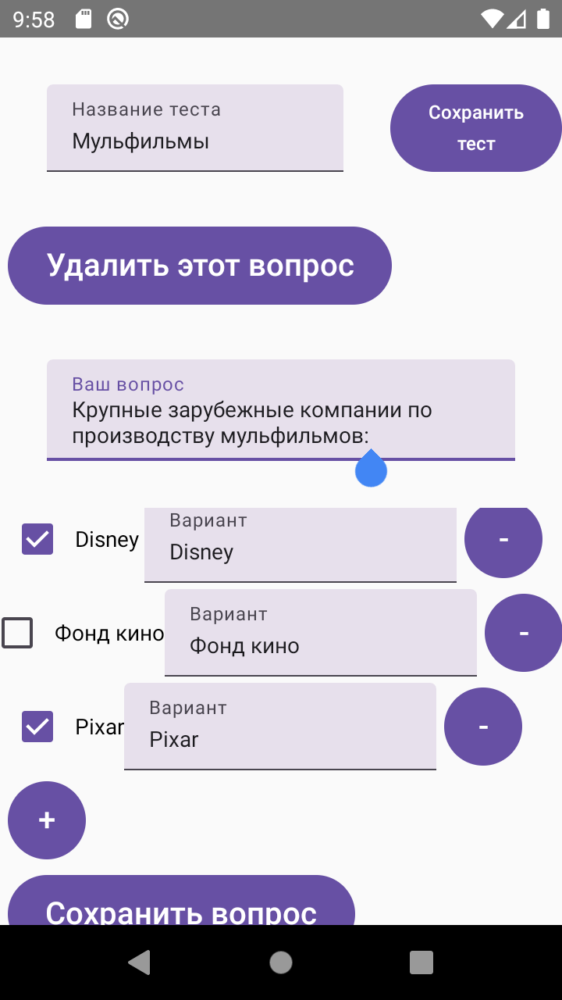 9:58
Название теста
Мульфильмы
Сохранить
тест
Удалить этот вопрос
Ваш вопрос
Крупные зарубежные компании по
производству мульфильмов:
Disney
Вариант
Disney
-
Фонд кино
Вариант
Фонд кино
-
Pixar
Вариант
Pixar
-
+
Сохранить вопрос